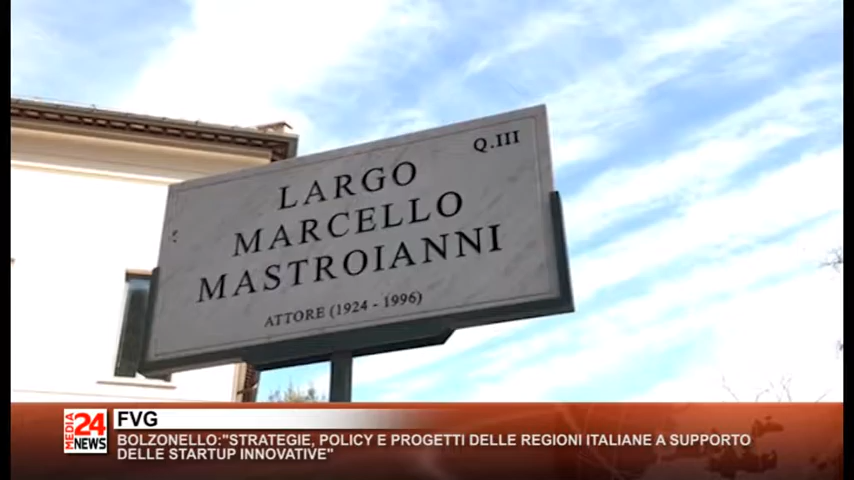 Q.III
LARGO
MARCELLO
MASTROIANNI
ATTORE (1924 - 1996)
MEDIA 24 NEWS
FVG
BOLZONELLO:"STRATEGIE, POLICY E PROGETTI DELLE REGIONI ITALIANE A SUPPORTO
DELLE STARTUP INNOVATIVE"